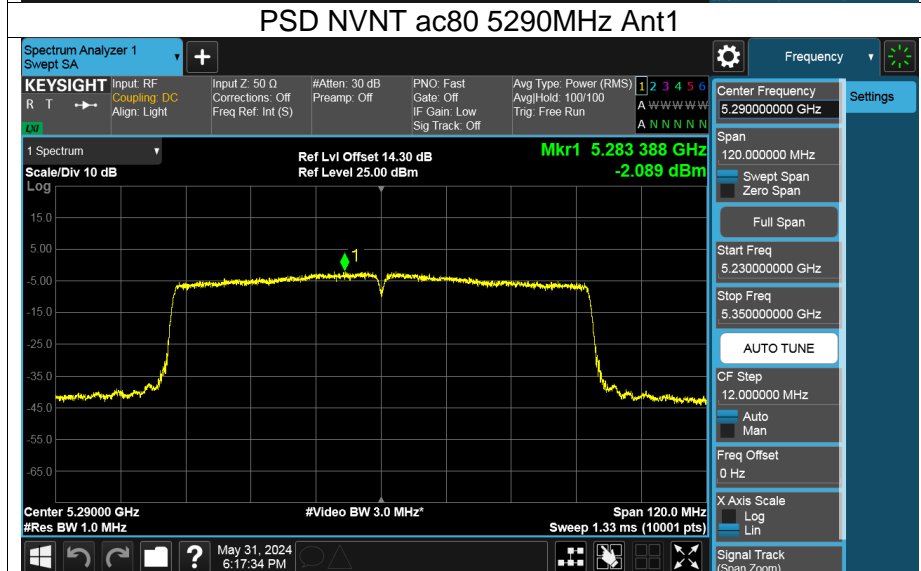 PSD NVNT ac80 5290MHz Ant1
Spectrum Analyzer 1
Swept SA
Frequency
KEYSIGHT
R T
LXI
Input: RF
Coupling: DC
Align: Light
Input Z: 50 Ω
Corrections: Off
Freq Ref: Int (S)
#Atten: 30 dB
Preamp: Off
PNO: Fast
Gate: Off
IF Gain: Low
Sig Track: Off
Avg Type: Power (RMS)
Avg|Hold: 100/100
Trig: Free Run
1 2 3 4 5 6
A W W W W W
A N N N N N
1 Spectrum
Scale/Div 10 dB
Log
Ref Lvl Offset 14.30 dB
Ref Level 25.00 dBm
Mkr1 5.283 388 GHz
-2.089 dBm
15.0
5.00
-5.00
-15.0
-25.0
-35.0
-45.0
-55.0
-65.0
1
Center 5.29000 GHz
#Res BW 1.0 MHz
#Video BW 3.0 MHz*
Span 120.0 MHz
Sweep 1.33 ms (10001 pts)
May 31, 2024
6:17:34 PM
Center Frequency
5.290000000 GHz
Settings
Span
120.000000 MHz
Swept Span
Zero Span
Full Span
Start Freq
5.230000000 GHz
Stop Freq
5.350000000 GHz
AUTO TUNE
CF Step
12.000000 MHz
Auto
Man
Freq Offset
0 Hz
X Axis Scale
Log
Lin
Signal Track
(Span Zoom)